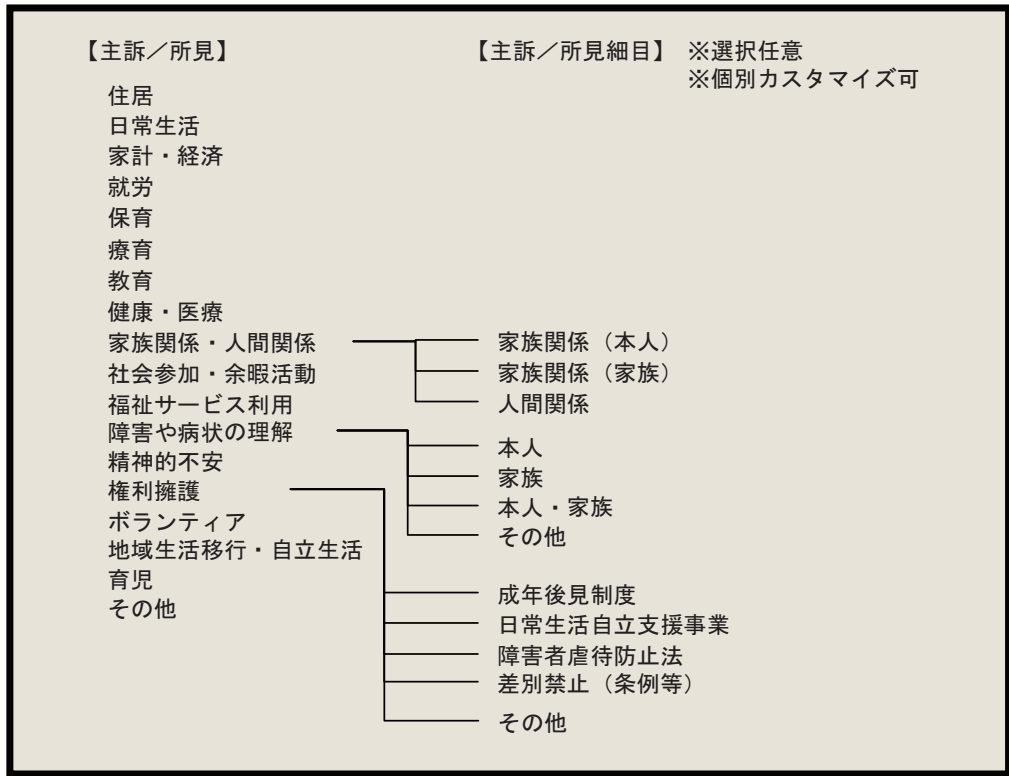 【主訴／所見】
住居
日常生活
家計・経済
就労
保育
療育
教育
健康・医療
家族関係・人間関係
社会参加・余暇活動
福祉サービス利用
障害や病状の理解
精神的不安
権利擁護
ボランティア
地域生活移行・自立生活
育児
その他
【主訴／所見細目】 ※選択任意
※個別カスタマイズ可
家族関係（本人）
家族関係（家族）
人間関係
本人
家族
本人・家族
その他
成年後見制度
日常生活自立支援事業
障害者虐待防止法
差別禁止（条例等）
その他